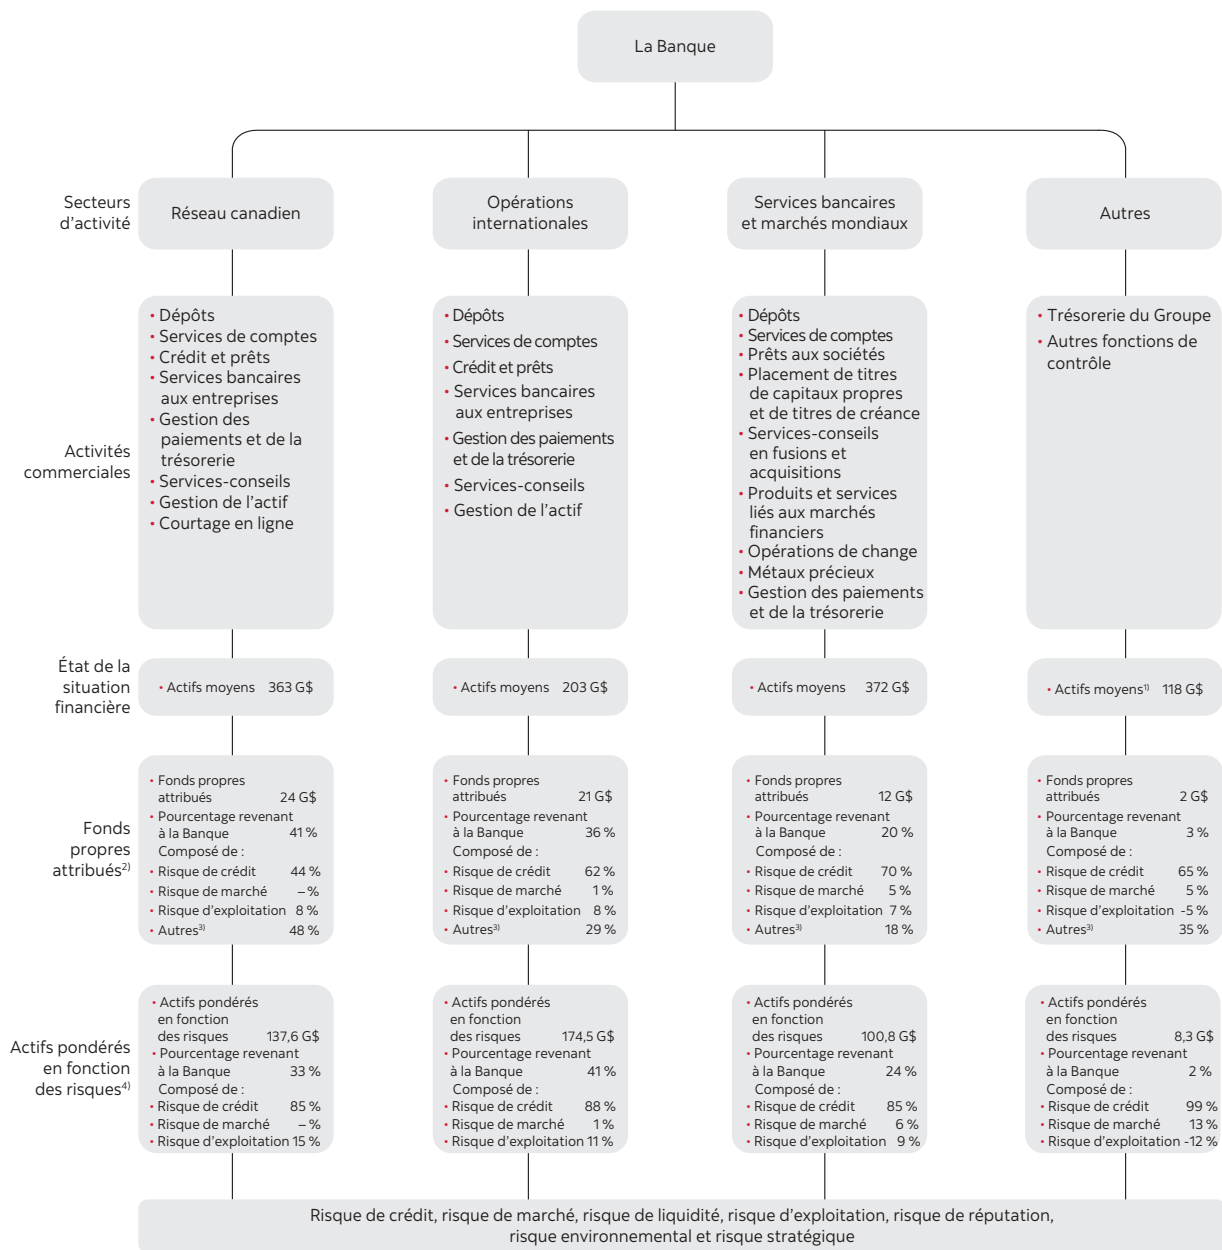 La Banque
Secteurs
d'activité
Réseau canadien
Opérations
internationales
Services bancaires
et marchés mondiaux
Autres
Activités
commerciales
• Dépôts
• Services de comptes
• Crédit et prêts
• Services bancaires
aux entreprises
• Gestion des
paiements et de la
trésorerie
• Services-conseils
• Gestion de l'actif
• Courtage en ligne
• Dépôts
• Services de comptes
• Crédit et prêts
• Services bancaires
aux entreprises
• Gestion des paiements
et de la trésorerie
• Services-conseils
• Gestion de l'actif
• Dépôts
• Services de comptes
• Prêts aux sociétés
• Placement de titres
de capitaux propres
et de titres de créance
• Services-conseils
en fusions et
acquisitions
• Produits et services
liés aux marchés
financiers
• Opérations de change
• Métaux précieux
• Gestion des paiements
et de la trésorerie
• Trésorerie du Groupe
• Autres fonctions de
contrôle
État de la
situation
financière
• Actifs moyens 363 G$
• Actifs moyens 203 G$
• Actifs moyens 372 G$
• Actifs moyens1) 118 G$
Fonds
propres
attribués2)
• Fonds propres
attribués 24 G$
• Pourcentage revenant
à la Banque 41 %
Composé de :
• Risque de crédit 44 %
• Risque de marché – %
• Risque d'exploitation 8 %
• Autres3) 48 %
• Fonds propres
attribués 21 G$
• Pourcentage revenant
à la Banque 36 %
Composé de :
• Risque de crédit 62 %
• Risque de marché 1 %
• Risque d'exploitation 8 %
• Autres3) 29 %
• Fonds propres
attribués 12 G$
• Pourcentage revenant
à la Banque 20 %
Composé de :
• Risque de crédit 70 %
• Risque de marché 5 %
• Risque d'exploitation 7 %
• Autres3) 18 %
• Fonds propres
attribués 2 G$
• Pourcentage revenant
à la Banque 3 %
Composé de :
• Risque de crédit 65 %
• Risque de marché 5 %
• Risque d'exploitation -5 %
• Autres3) 35 %
Actifs pondérés
en fonction
des risques4)
• Actifs pondérés
en fonction
des risques 137,6 G$
• Pourcentage revenant
à la Banque 33 %
Composé de :
• Risque de crédit 85 %
• Risque de marché – %
• Risque d'exploitation 15 %
• Actifs pondérés
en fonction
des risques 174,5 G$
• Pourcentage revenant
à la Banque 41 %
Composé de :
• Risque de crédit 88 %
• Risque de marché 1 %
• Risque d'exploitation 11 %
• Actifs pondérés
en fonction
des risques 100,8 G$
• Pourcentage revenant
à la Banque 24 %
Composé de :
• Risque de crédit 85 %
• Risque de marché 6 %
• Risque d'exploitation 9 %
• Actifs pondérés
en fonction
des risques 8,3 G$
• Pourcentage revenant
à la Banque 2 %
Composé de :
• Risque de crédit 99 %
• Risque de marché 13 %
• Risque d'exploitation -12 %
Risque de crédit, risque de marché, risque de liquidité, risque d'exploitation, risque de réputation,
risque environnemental et risque stratégique